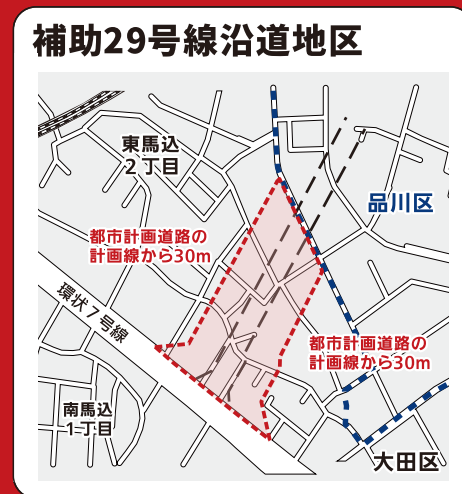 補助29号線沿道地区
東馬込
2丁目
品川区
都市計画道路の
計画線から30m
環状7号線
都市計画道路の
計画線から30m
南馬込
1丁目
大田区